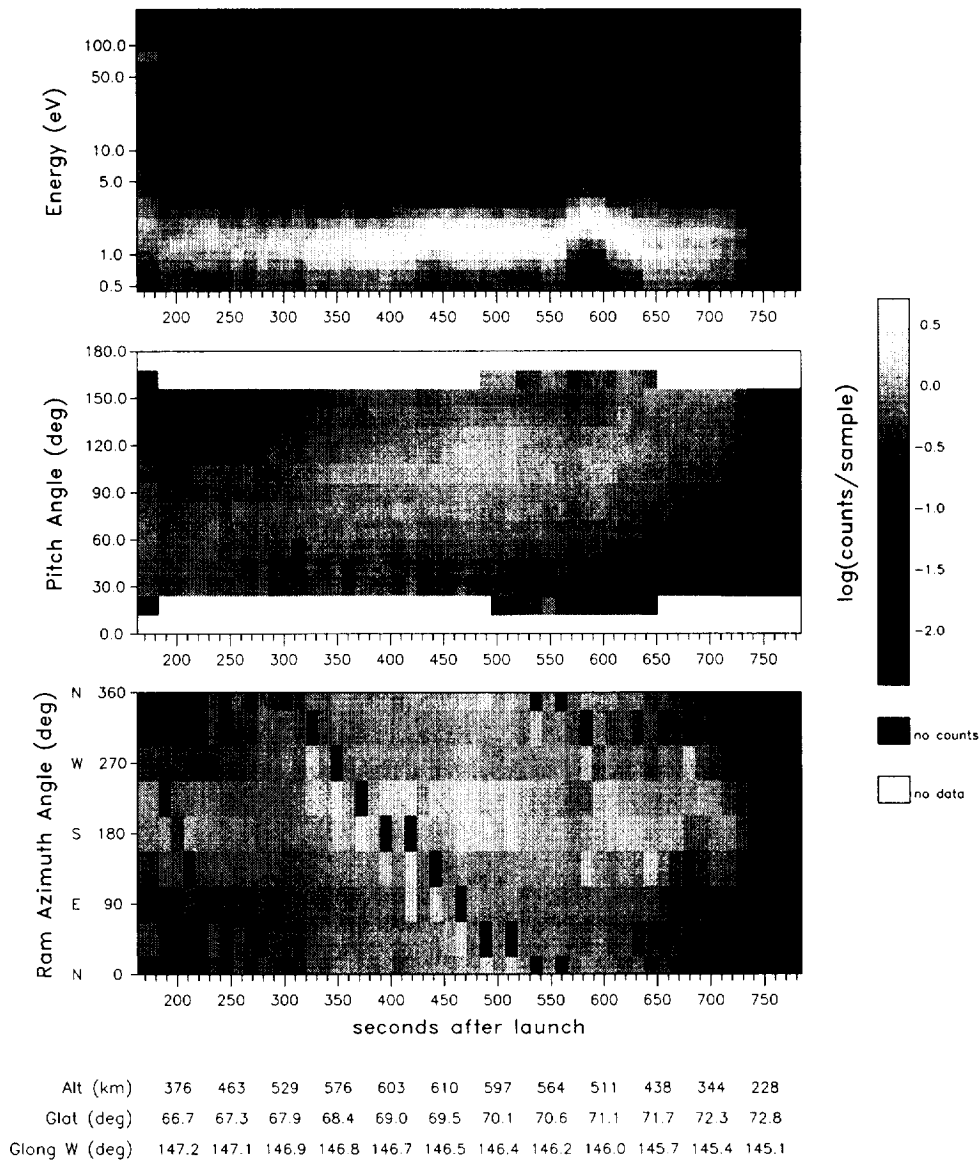 Energy (eV)
100.0
50.0
10.0
5.0
1.0
0.5
200 250 300 350 400 450 500 550 600 650 700 750
Pitch Angle (deg)
180.0
150.0
120.0
90.0
60.0
30.0
0.0
200 250 300 350 400 450 500 550 600 650 700 750
Ram Azimuth Angle (deg)
N 360
W 270
S 180
E 90
N 0
200 250 300 350 400 450 500 550 600 650 700 750
seconds after launch
log(counts/sample)
0.5
0.0
-0.5
-1.0
-1.5
-2.0
no counts
no data
Alt (km) 376 463 529 576 603 610 597 564 511 438 344 228
Glat (deg) 66.7 67.3 67.9 68.4 69.0 69.5 70.1 70.6 71.1 71.7 72.3 72.8
Glong W (deg) 147.2 147.1 146.9 146.8 146.7 146.5 146.4 146.2 146.0 145.7 145.4 145.1